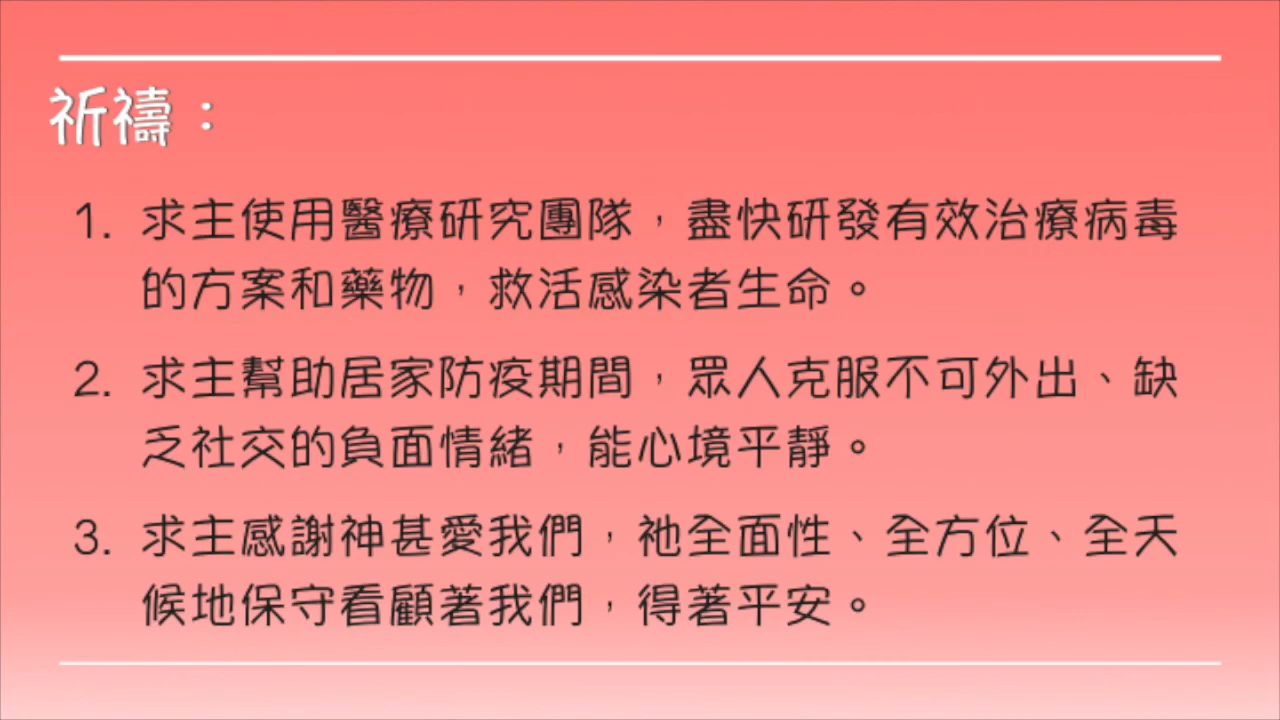 祈禱：
1. 求主使用醫療研究團隊，盡快研發有效治療病毒
的方案和藥物，救活感染者生命。
2. 求主幫助居家防疫期間，眾人克服不可外出、缺
乏社交的負面情緒，能心境平靜。
3. 求主感謝神甚愛我們，祂全面性、全方位、全天
候地保守看顧著我們，得著平安。